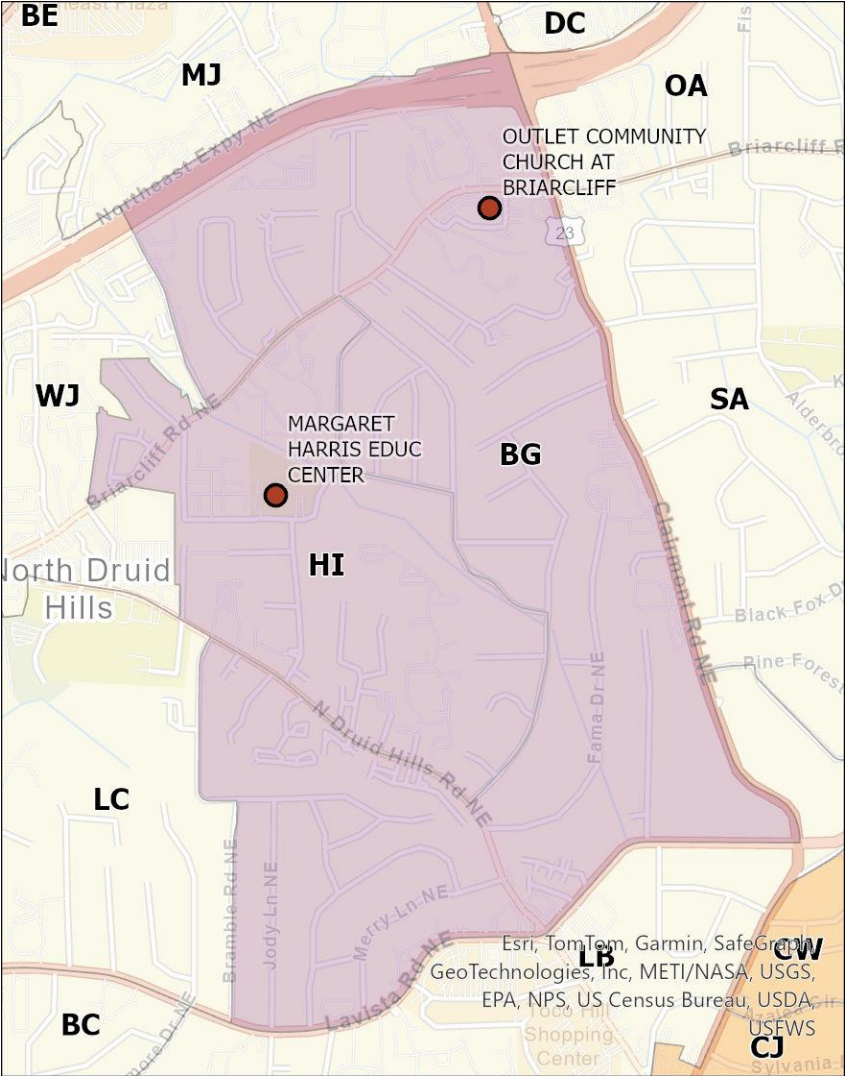 BE
DC
MJ
OA
OUTLET COMMUNITY
CHURCH AT
BRIARCLIFF
Briarcliff R
Northeast Expy NE
23
WJ
SA
MARGARET
HARRIS EDUC
CENTER
BG
Briarcliff Rd NE
Clairmont Rd NE
North Druid
Hills
HI
Black Fox D
Pine Forest
Fama Dr NE
N Druid Hills Rd NE
LC
Bramble Rd NE
Jody Ln NE
Merry Ln NE
Lavista Rd NE
Esri, TomTom, Garmin, SafeGraph,
GeoTechnologies, Inc, METI/NASA, USGS,
EPA, NPS, US Census Bureau, USDA,
USFWS
LB
CW
BC
more Dr NE
Toco Hill
Shopping
Center
CJ
Sylvania